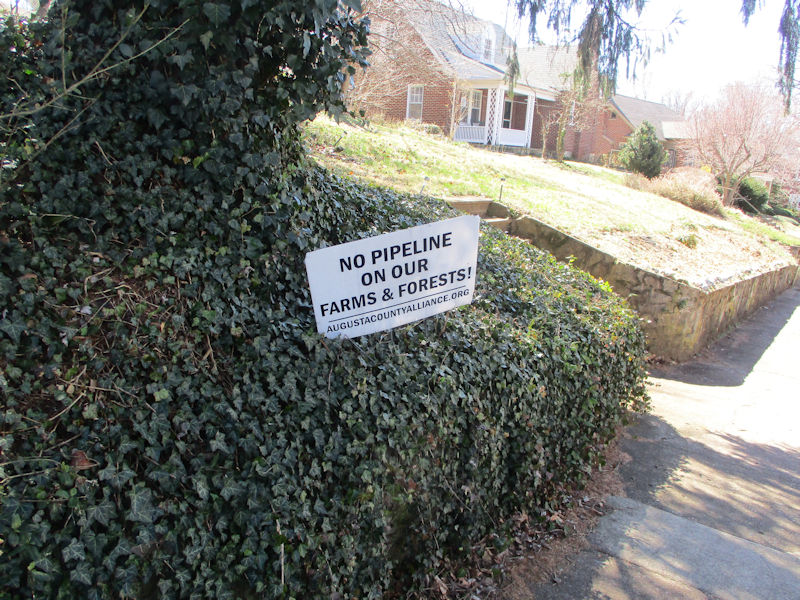 NO PIPELINE
ON OUR
FARMS & FORESTS!
AUGUSTACOUNTYALLIANCE.ORG